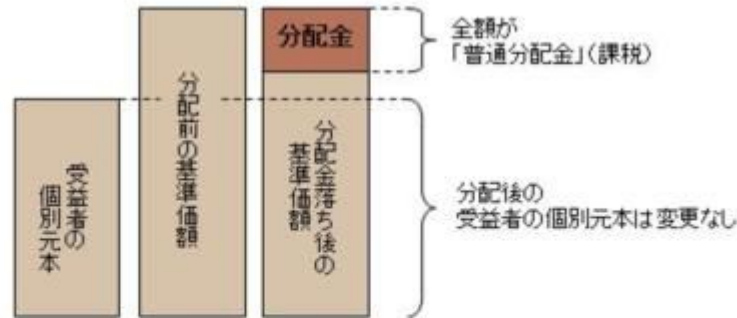 分配金
全額が
「普通分配金」(課税)
受益者の
個別元本
分配前の基準価額
分配金落ち後の
基準価額
分配後の
受益者の個別元本は変更なし